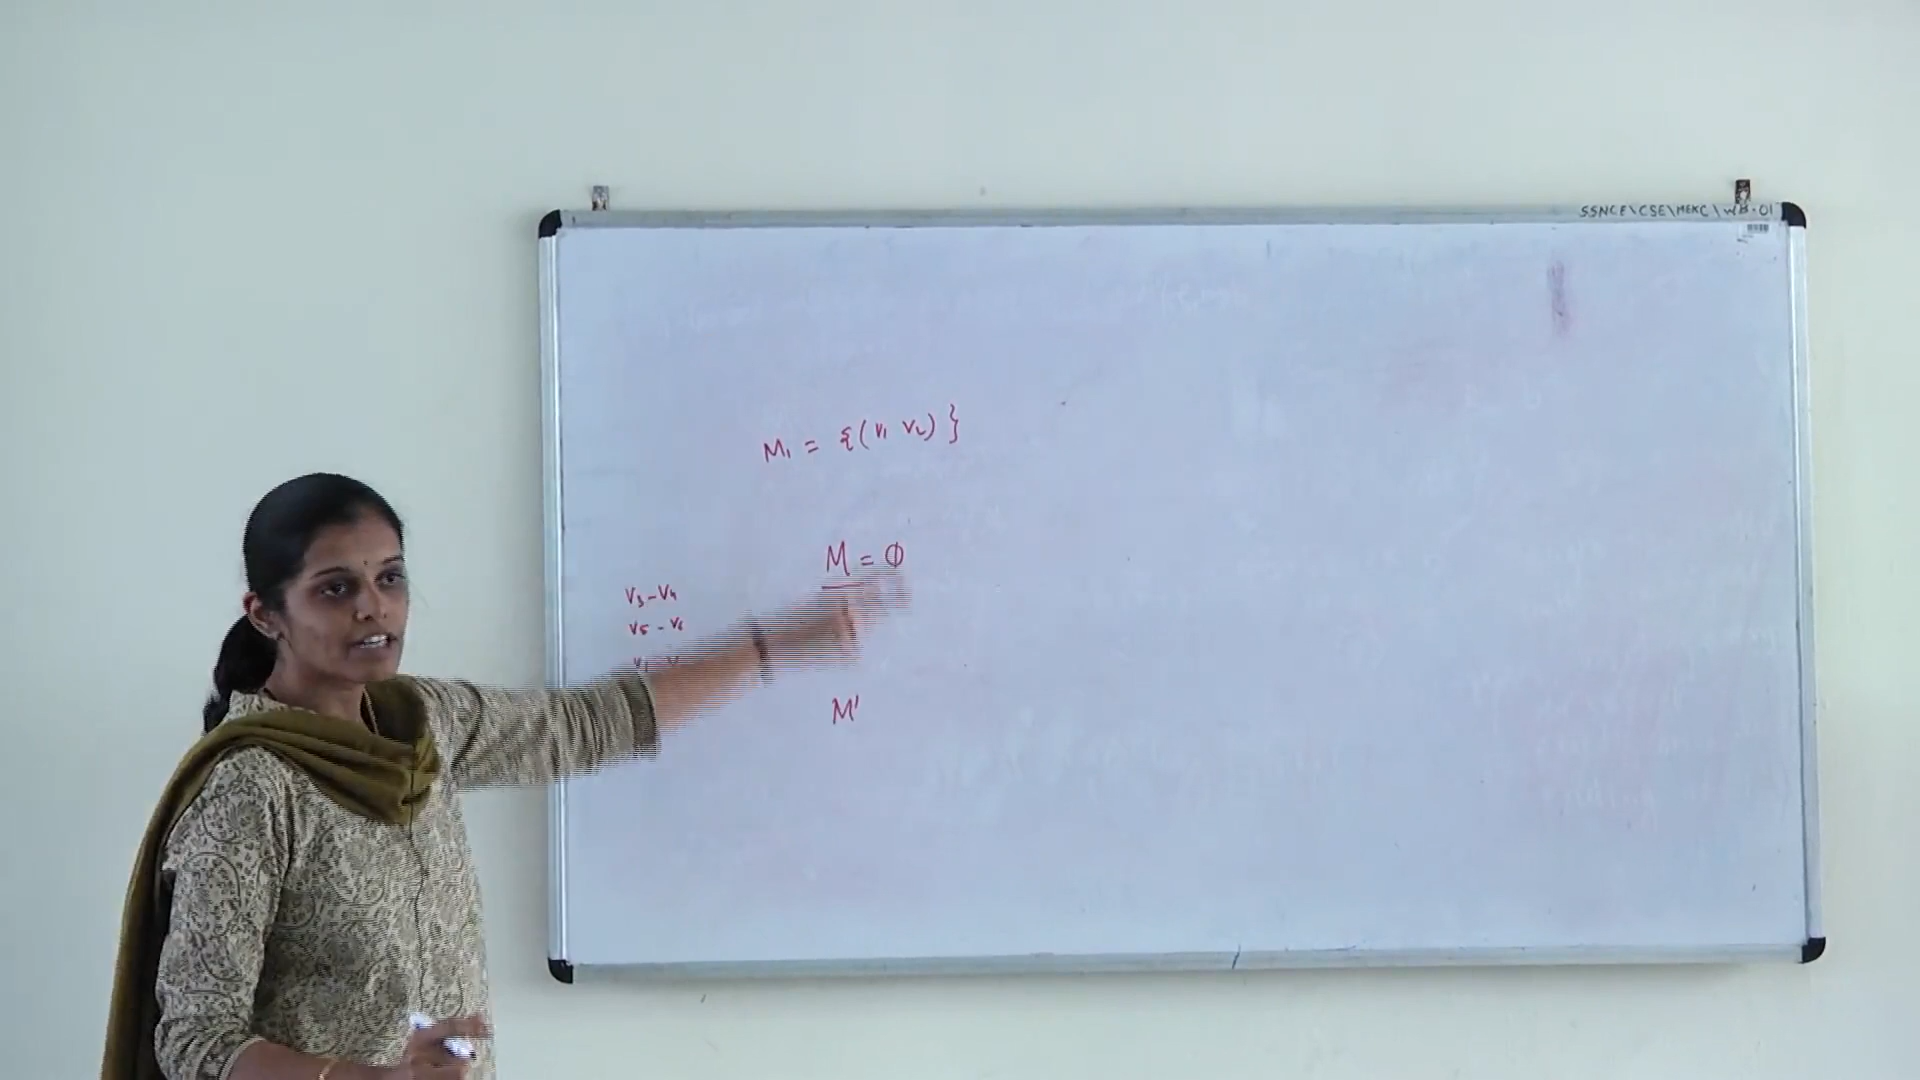 SSNCE\CSE\MEKC\WB-01
M₁ = {(v₁ v₂)}
M = Φ
v₃-v₄
v₅-v₆
M'